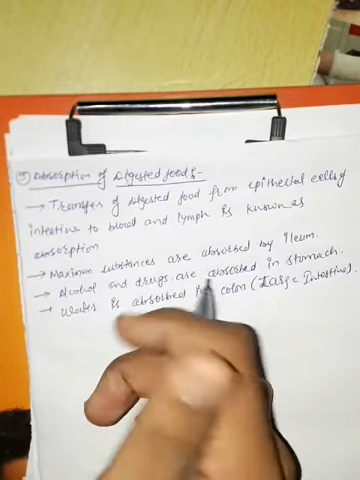 ⑤ Absorption of Digested food:-
→ Transfer of digested food from epithelial cells of
intestine to blood and lymph is known as
absorption
→ Maximum substances are absorbed by ileum.
→ Alcohol and drugs are absorbed in stomach.
→ Water is absorbed colon (Large Intestine).